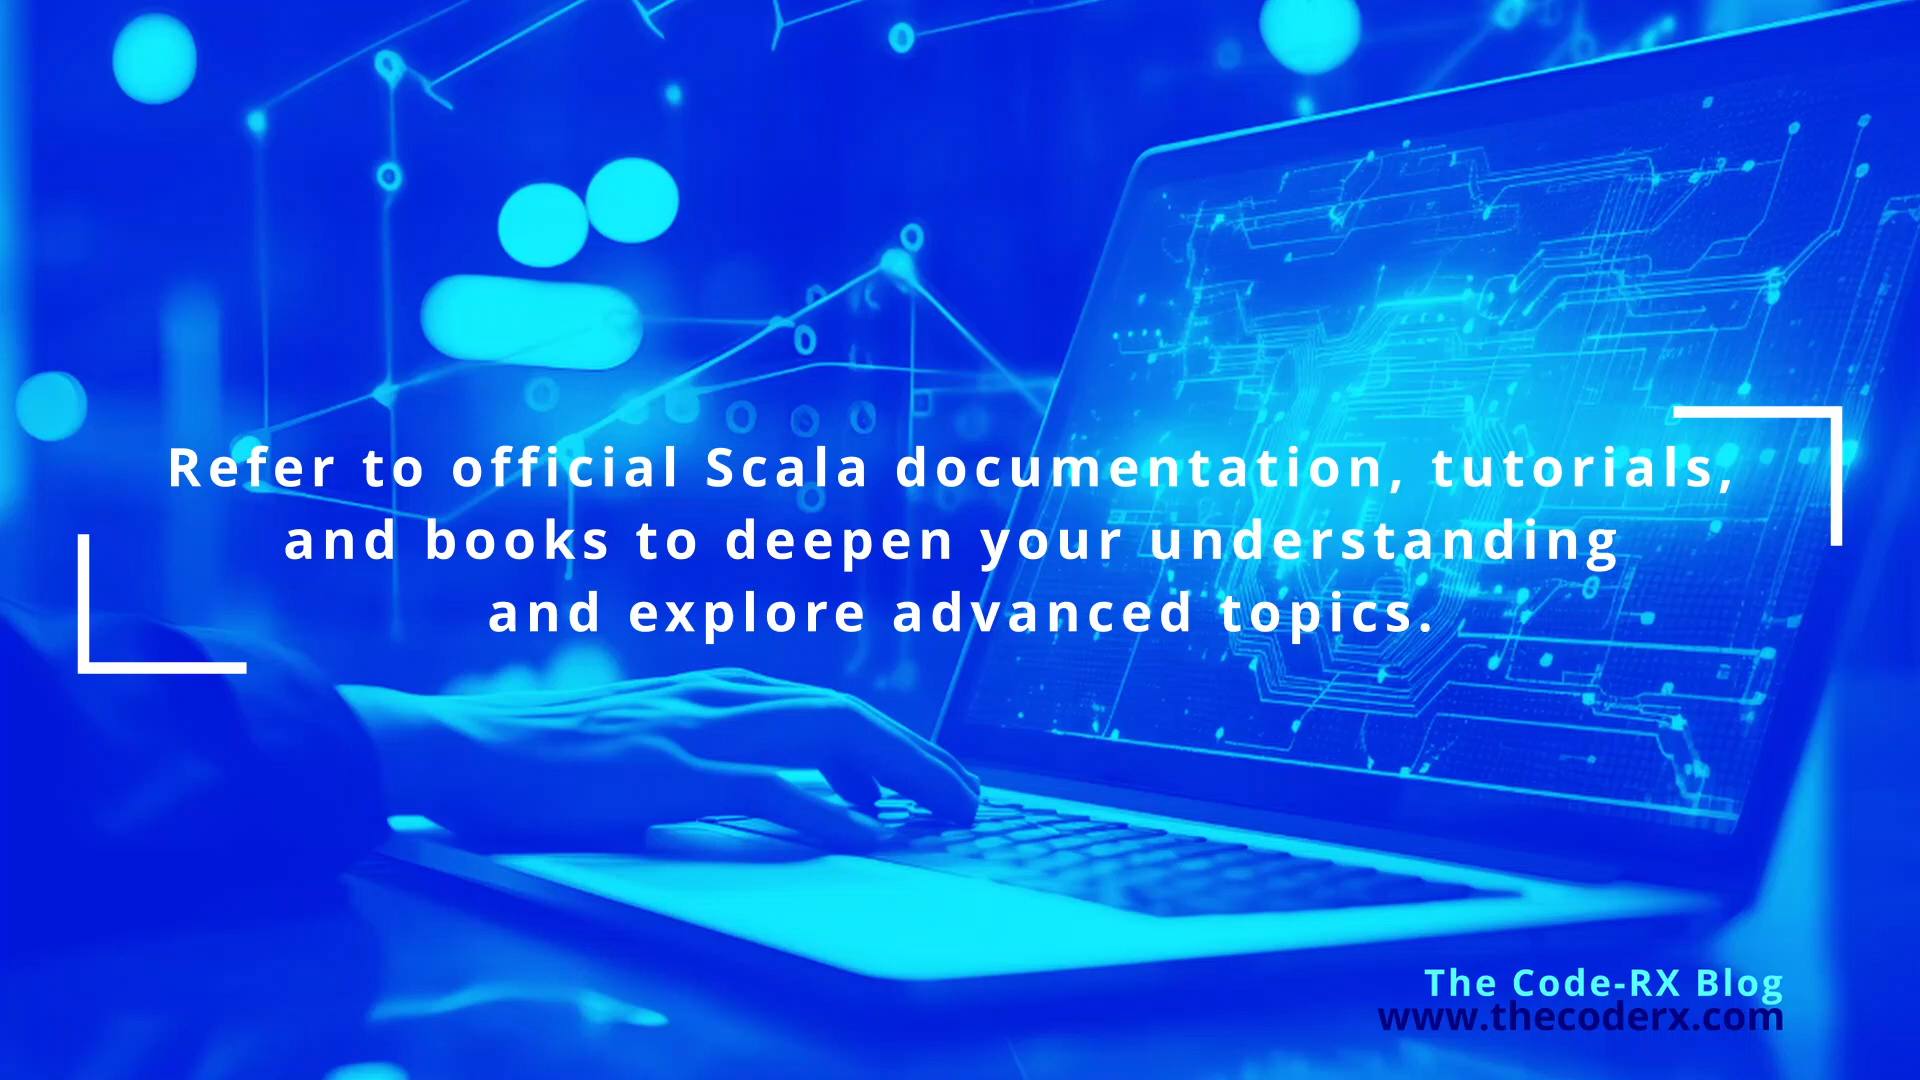 Refer to official Scala documentation, tutorials,
and books to deepen your understanding
and explore advanced topics.
The Code-RX Blog
www.thecoderx.com